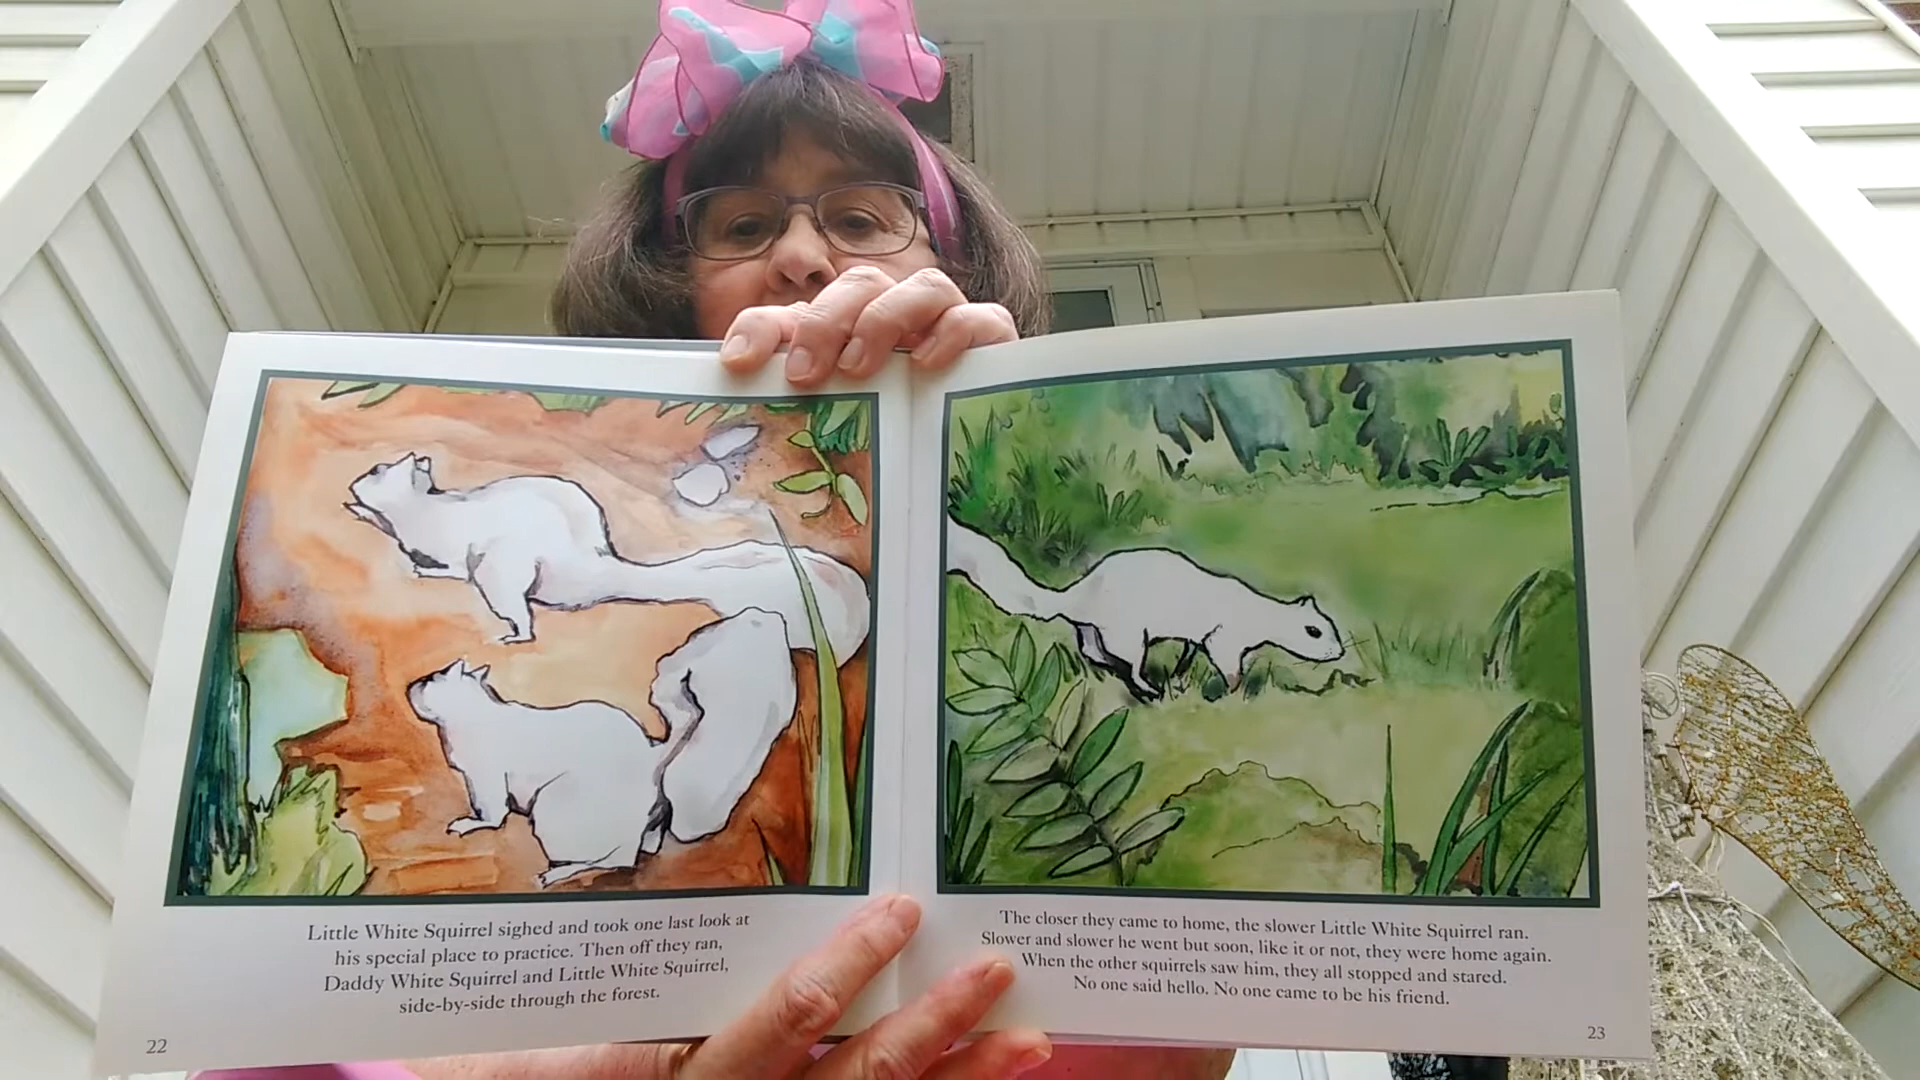 Little White Squirrel sighed and took one last look at
his special place to practice. Then off they ran,
Daddy White Squirrel and Little White Squirrel,
side-by-side through the forest.
22
The closer they came to home, the slower Little White Squirrel ran.
Slower and slower he went but soon, like it or not, they were home again.
When the other squirrels saw him, they all stopped and stared.
No one said hello. No one came to be his friend.
23